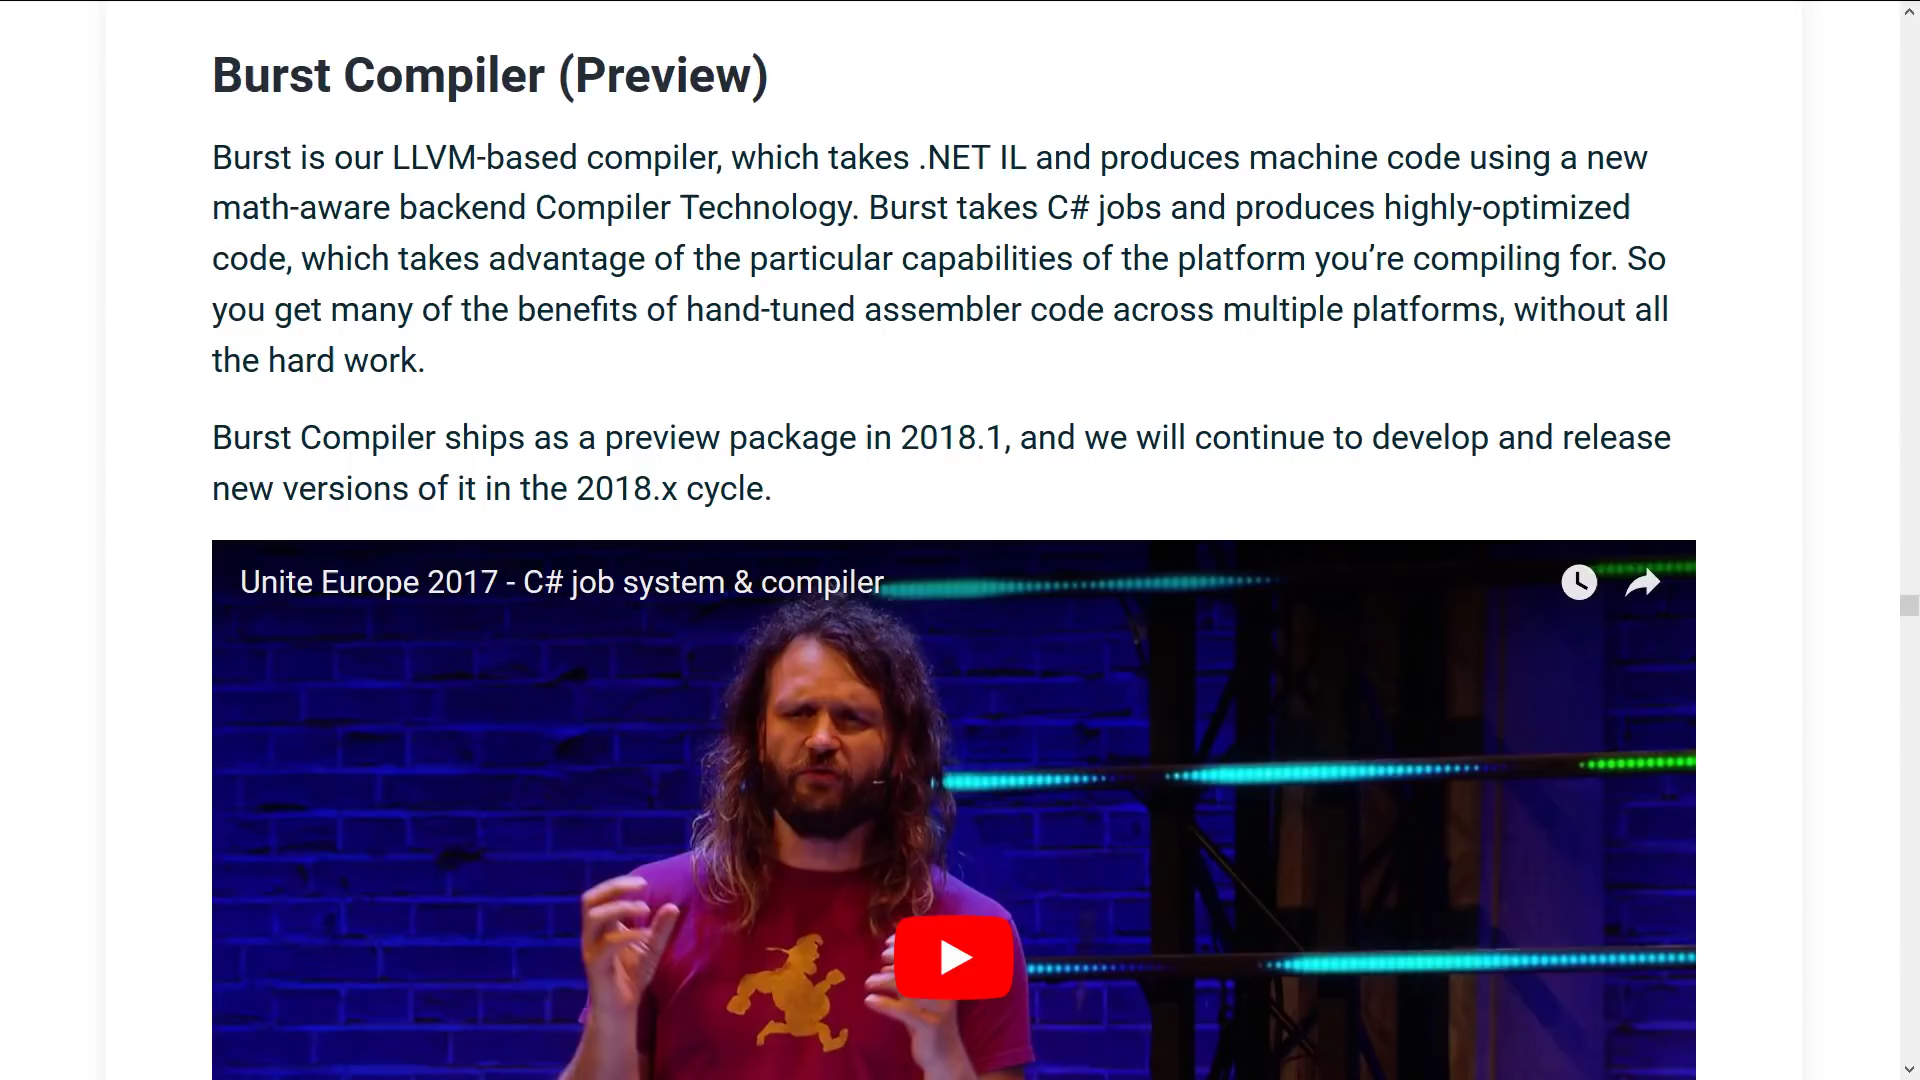 Burst Compiler (Preview)
Burst is our LLVM-based compiler, which takes .NET IL and produces machine code using a new
math-aware backend Compiler Technology. Burst takes C# jobs and produces highly-optimized
code, which takes advantage of the particular capabilities of the platform you’re compiling for. So
you get many of the benefits of hand-tuned assembler code across multiple platforms, without all
the hard work.
Burst Compiler ships as a preview package in 2018.1, and we will continue to develop and release
new versions of it in the 2018.x cycle.
Unite Europe 2017 - C# job system & compiler